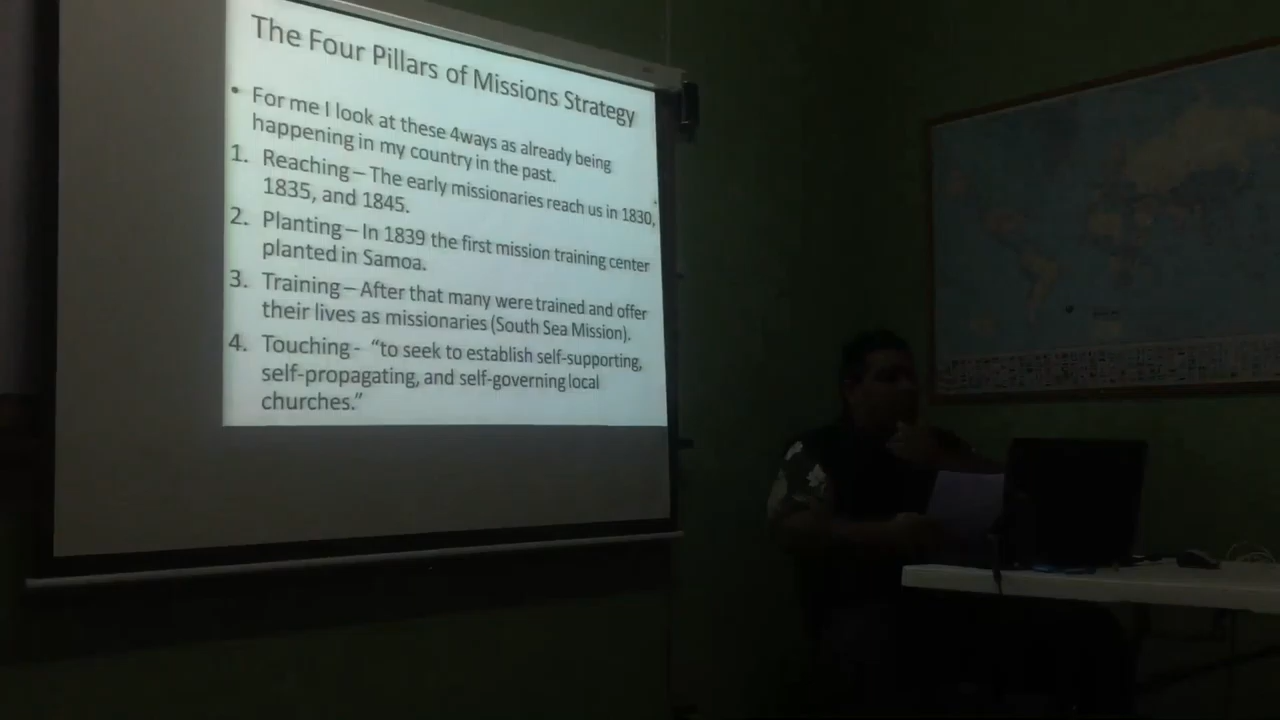 The Four Pillars of Missions Strategy
• For me I look at these 4ways as already being
happening in my country in the past.
1. Reaching – The early missionaries reach us in 1830,
1835, and 1845.
2. Planting – In 1839 the first mission training center
planted in Samoa.
3. Training – After that many were trained and offer
their lives as missionaries (South Sea Mission).
4. Touching - “to seek to establish self-supporting,
self-propagating, and self-governing local
churches.”